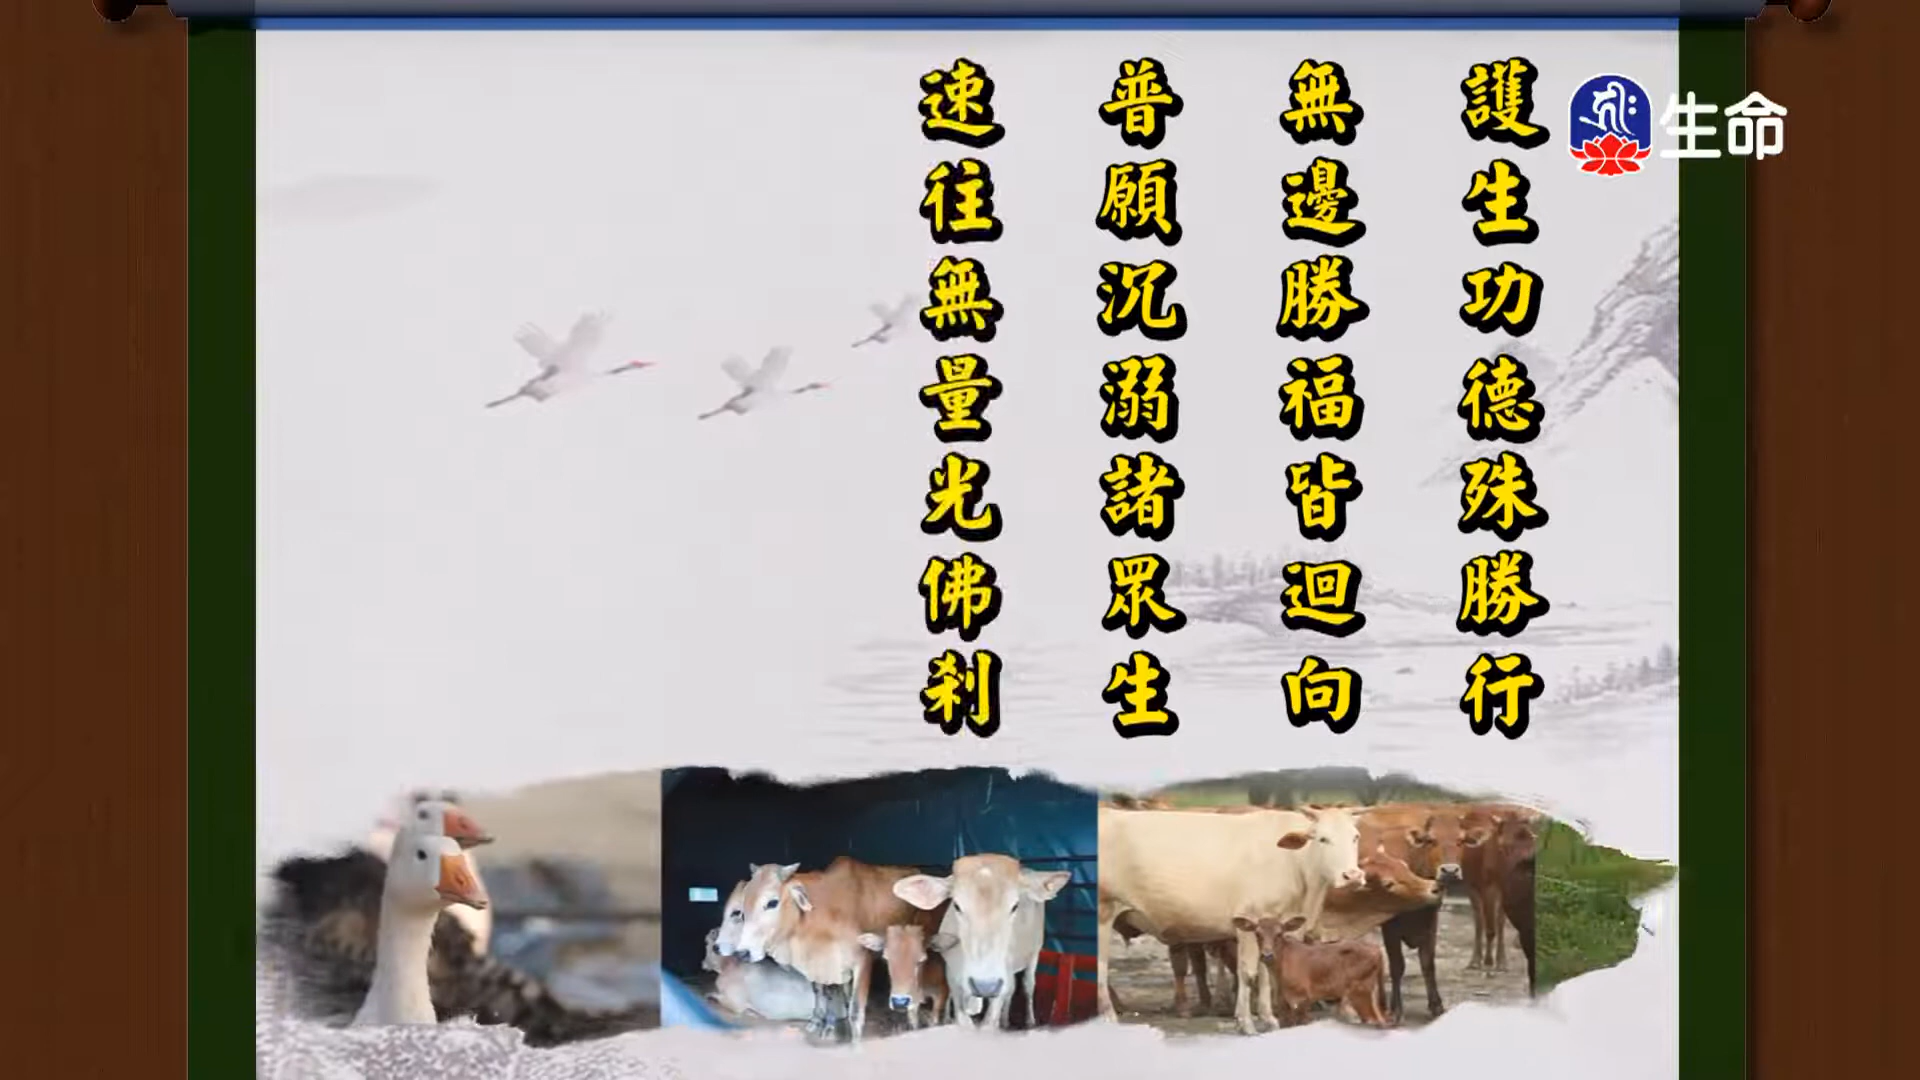 護生功德殊勝行
無邊勝福皆迴向
普願沉溺諸眾生
速往無量光佛剎
生命